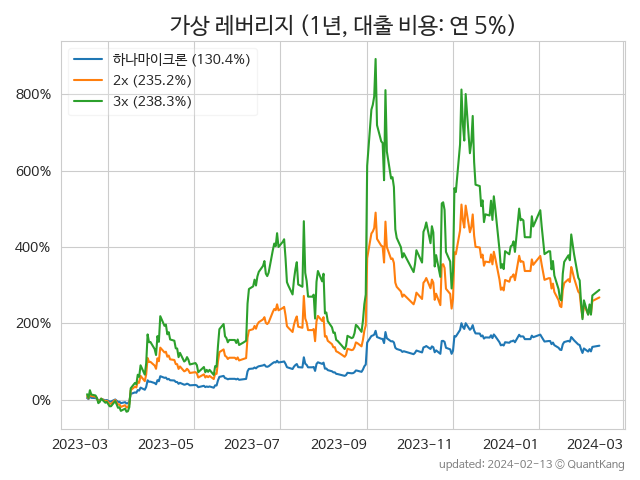 가상 레버리지 (1년, 대출 비용: 연 5%)
하나마이크론 (130.4%)
2x (235.2%)
3x (238.3%)
800%
600%
400%
200%
0%
2023-03 2023-05 2023-07 2023-09 2023-11 2024-01 2024-03
updated: 2024-02-13 © QuantKang